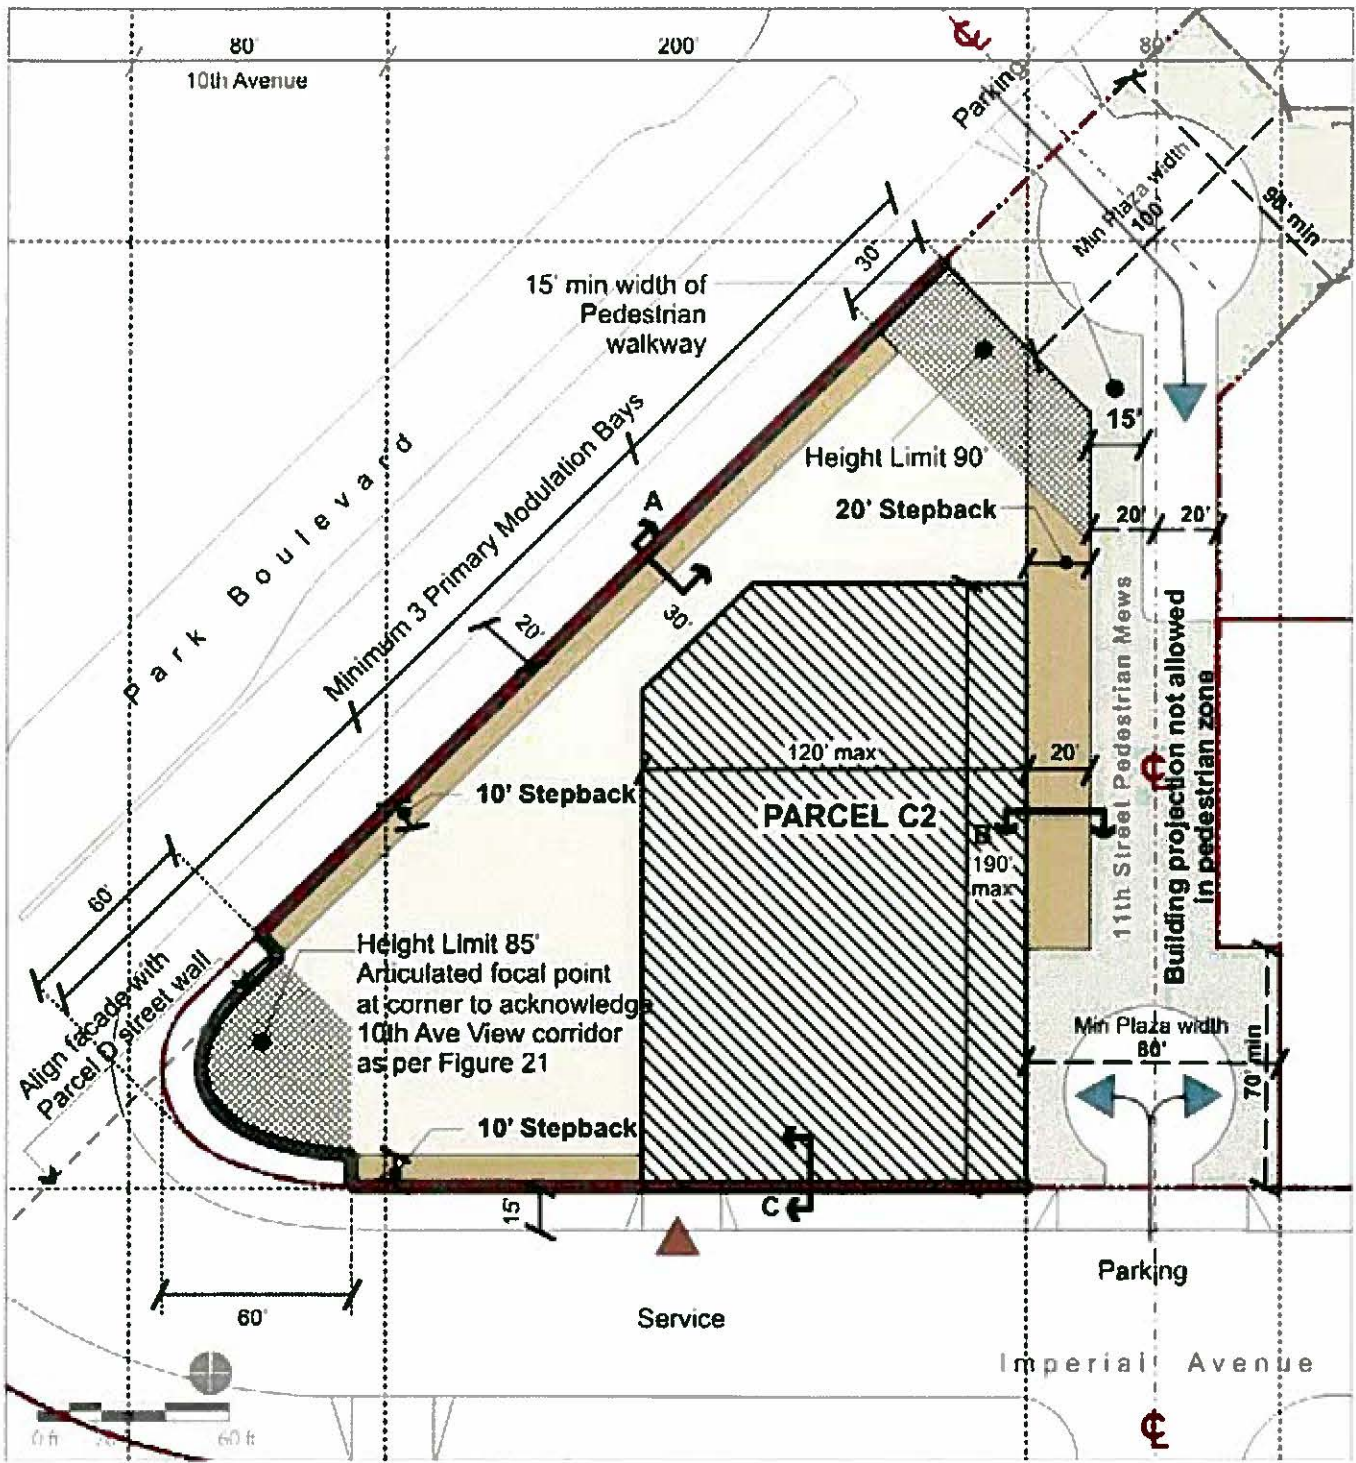 80'
200'
80'
10th Avenue
Parking
Min Plaza width
100'
90' min
30'
15' min width of
Pedestrian
walkway
15'
Height Limit 90'
20' Stepback
20'
20'
Park Boulevard
Minimum 3 Primary Modulation Bays
A
30'
20'
11th Street Pedestrian Mews
Building projection not allowed
in pedestrian zone
120' max
20'
10' Stepback
PARCEL C2
B
190'
max
60'
Height Limit 85'
Articulated focal point
at corner to acknowledge
10th Ave View corridor
as per Figure 21
Align facade with
Parcel D street wall
Min Plaza width
80'
70' min
10' Stepback
C
15'
Parking
60'
Service
Imperial Avenue
0 ft
60 ft